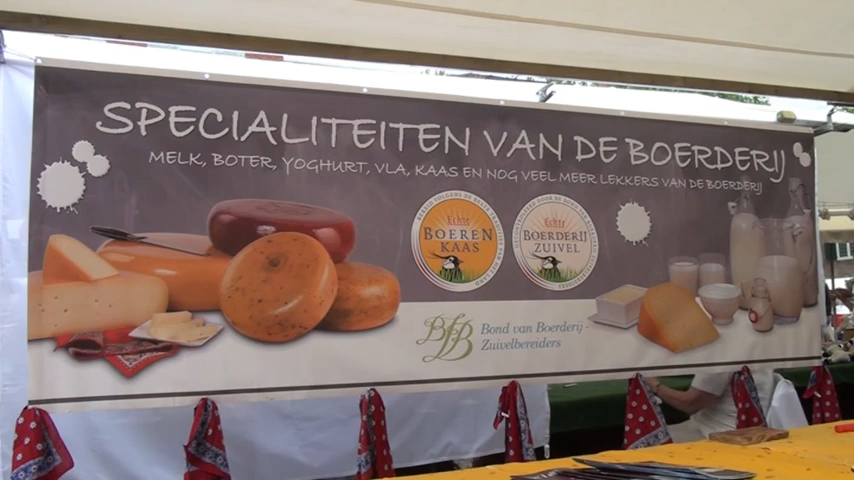 SPECIALITEITEN VAN DE BOERDERIJ
MELK, BOTER, YOGHURT, VLA, KAAS EN NOG VEEL MEER LEKKERS VAN DE BOERDERIJ
Echte
BOEREN
KAAS
Echte
BOERDERIJ
ZUIVEL
BBZ
Bond van Boerderij-
Zuivelbereiders